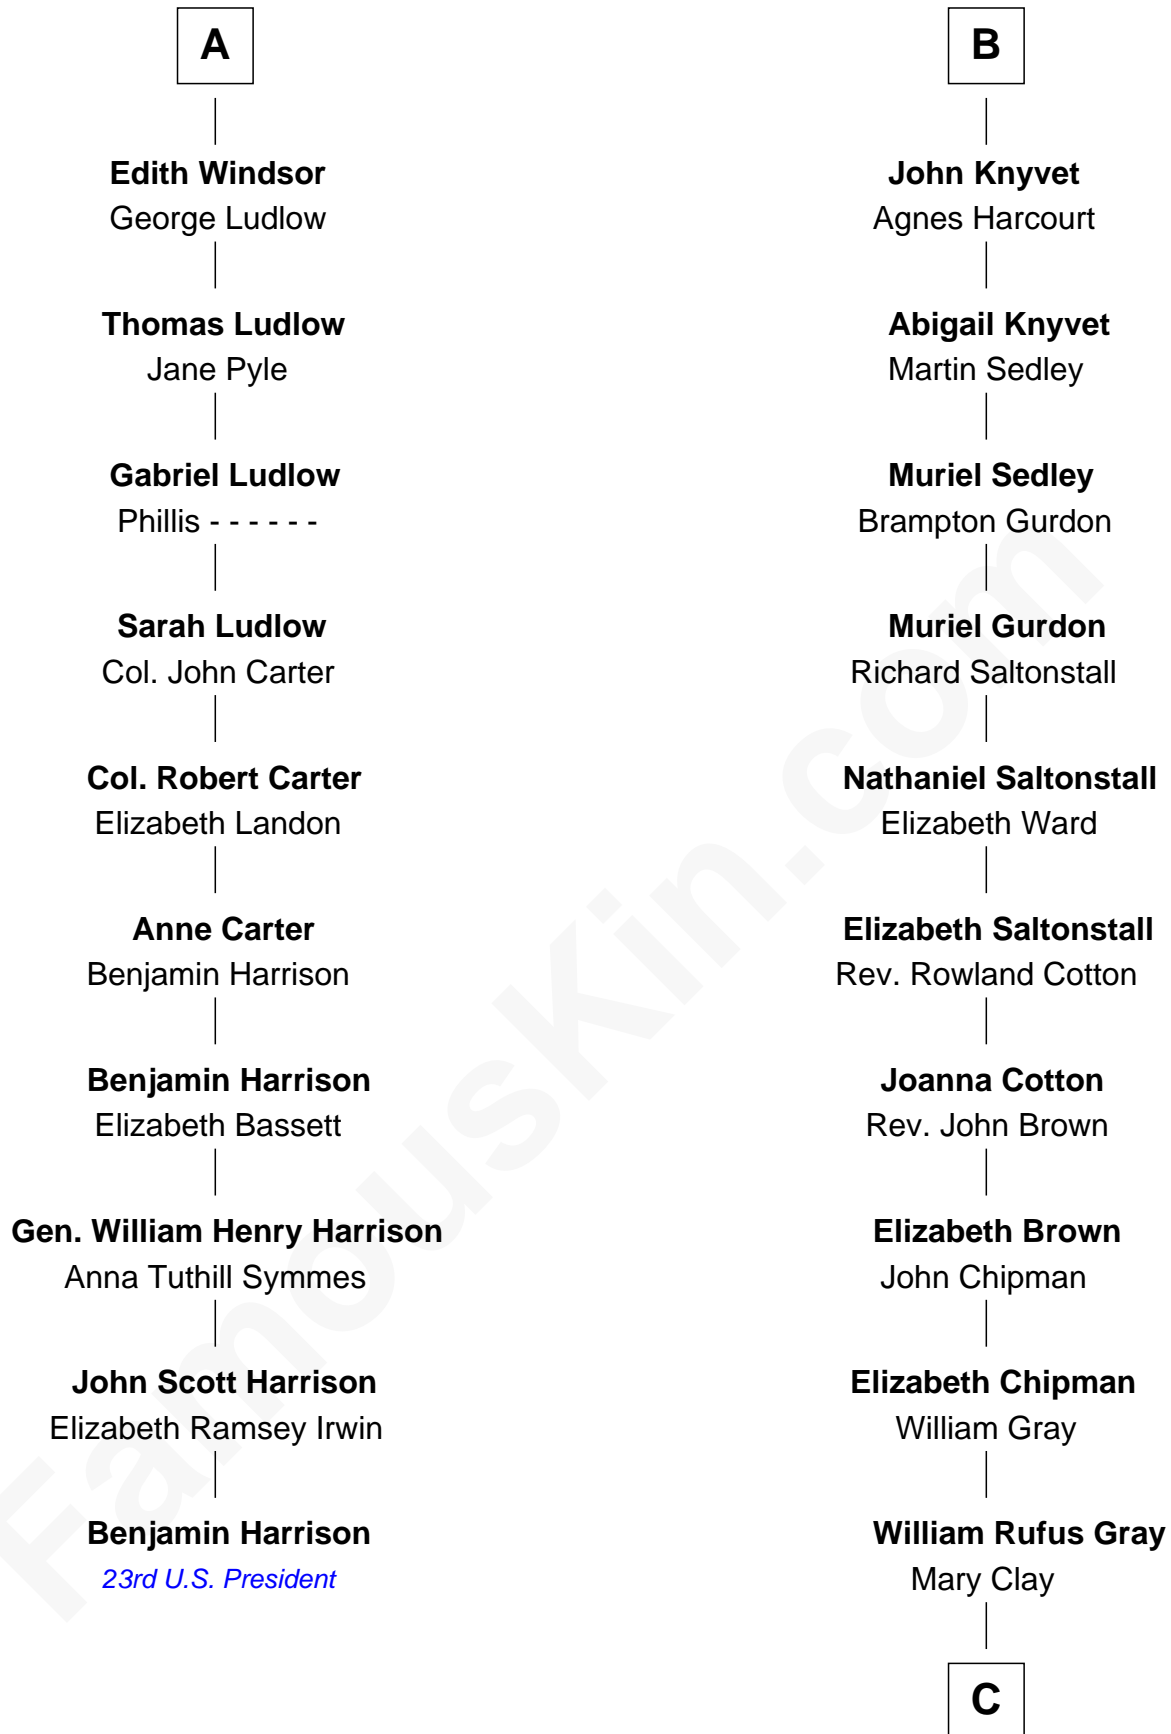 A
Edith Windsor
George Ludlow
Thomas Ludlow
Jane Pyle
Gabriel Ludlow
Phillis - - - - - -
Sarah Ludlow
Col. John Carter
Col. Robert Carter
Elizabeth Landon
Anne Carter
Benjamin Harrison
Benjamin Harrison
Elizabeth Bassett
Gen. William Henry Harrison
Anna Tuthill Symmes
John Scott Harrison
Elizabeth Ramsey Irwin
Benjamin Harrison
23rd U.S. President
B
John Knyvet
Agnes Harcourt
Abigail Knyvet
Martin Sedley
Muriel Sedley
Brampton Gurdon
Muriel Gurdon
Richard Saltonstall
Nathaniel Saltonstall
Elizabeth Ward
Elizabeth Saltonstall
Rev. Rowland Cotton
Joanna Cotton
Rev. John Brown
Elizabeth Brown
John Chipman
Elizabeth Chipman
William Gray
William Rufus Gray
Mary Clay
C
FamousKin.com